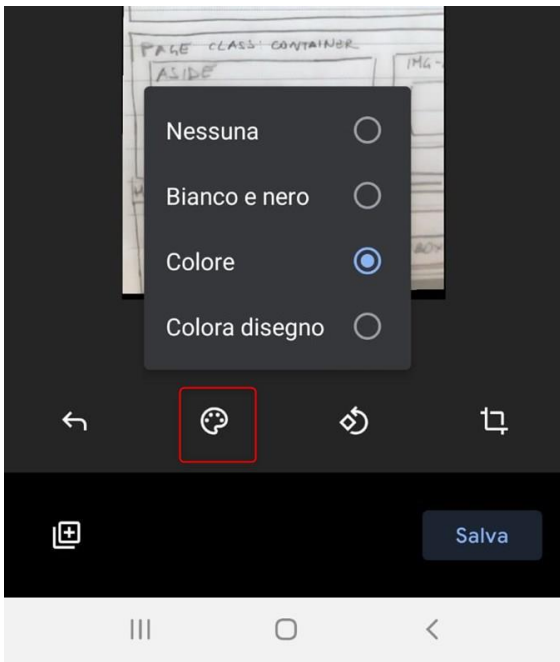 PAGE CLASS: CONTAINER
ASIDE
IMG-
Nessuna
Bianco e nero
Colore
Colora disegno
Salva